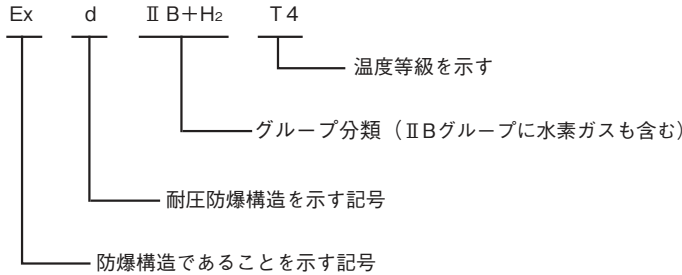 Ex d ⅡB+H₂ T4
温度等級を示す
グループ分類（ⅡBグループに水素ガスも含む）
耐圧防爆構造を示す記号
防爆構造であることを示す記号